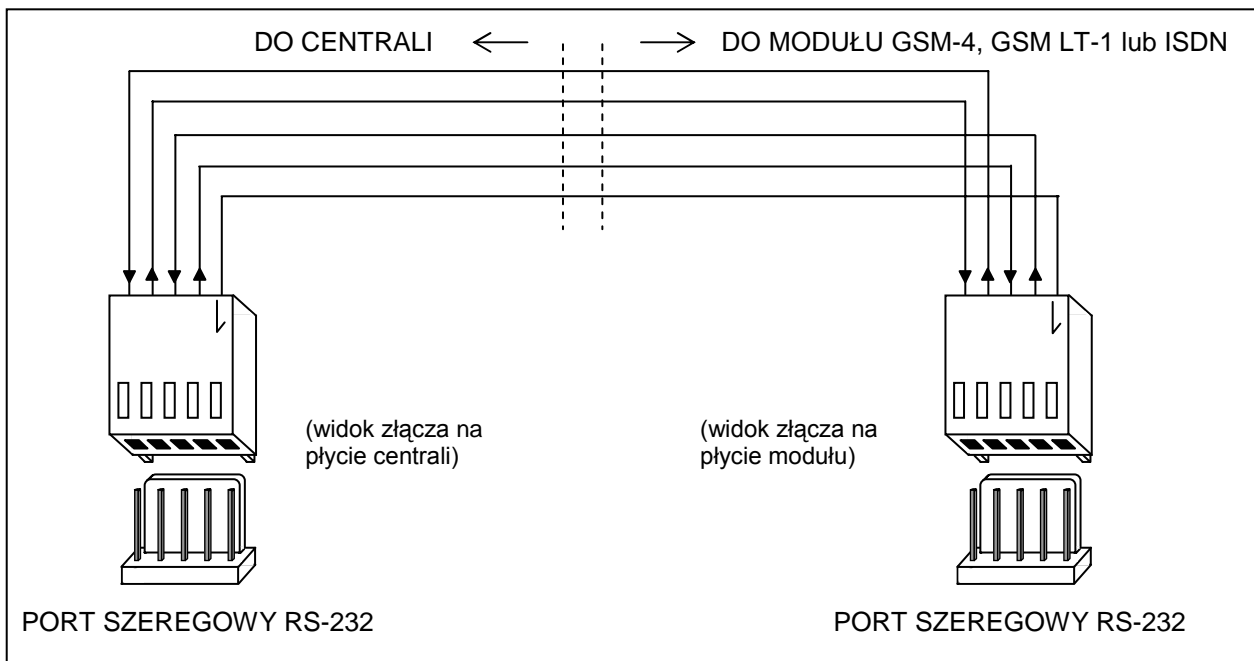 DO CENTRALI
DO MODUŁU GSM-4, GSM LT-1 lub ISDN
(widok złącza na
płycie centrali)
(widok złącza na
płycie modułu)
PORT SZEREGOWY RS-232
PORT SZEREGOWY RS-232